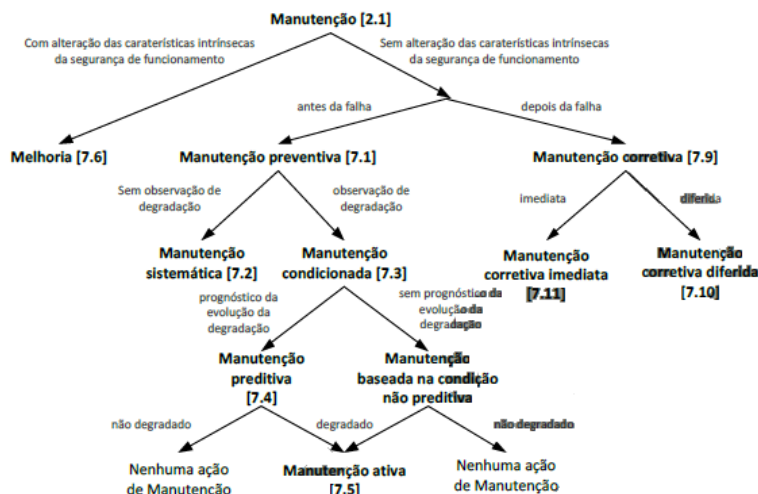 Manutenção [2.1]
Com alteração das caraterísticas intrínsecas
da segurança de funcionamento
Sem alteração das caraterísticas intrínsecas
da segurança de funcionamento
antes da falha
depois da falha
Melhoria [7.6]
Manutenção preventiva [7.1]
Manutenção corretiva [7.9]
Sem observação de
degradação
observação de
degradação
imediata
Manutenção
sistemática [7.2]
Manutenção
condicionada [7.3]
Manutenção
corretiva imediata
[7.11]
Manutenção
corretiva diferida
[7.10]
prognóstico da
evolução da
degradação
sem prognóstico da
degradação
Manutenção
preditiva
[7.4]
Manutenção
baseada na condição
não preditiva
não degradado
degradado
não degradado
Nenhuma ação
de Manutenção
Manutenção ativa
[7.5]
Nenhuma ação
de Manutenção